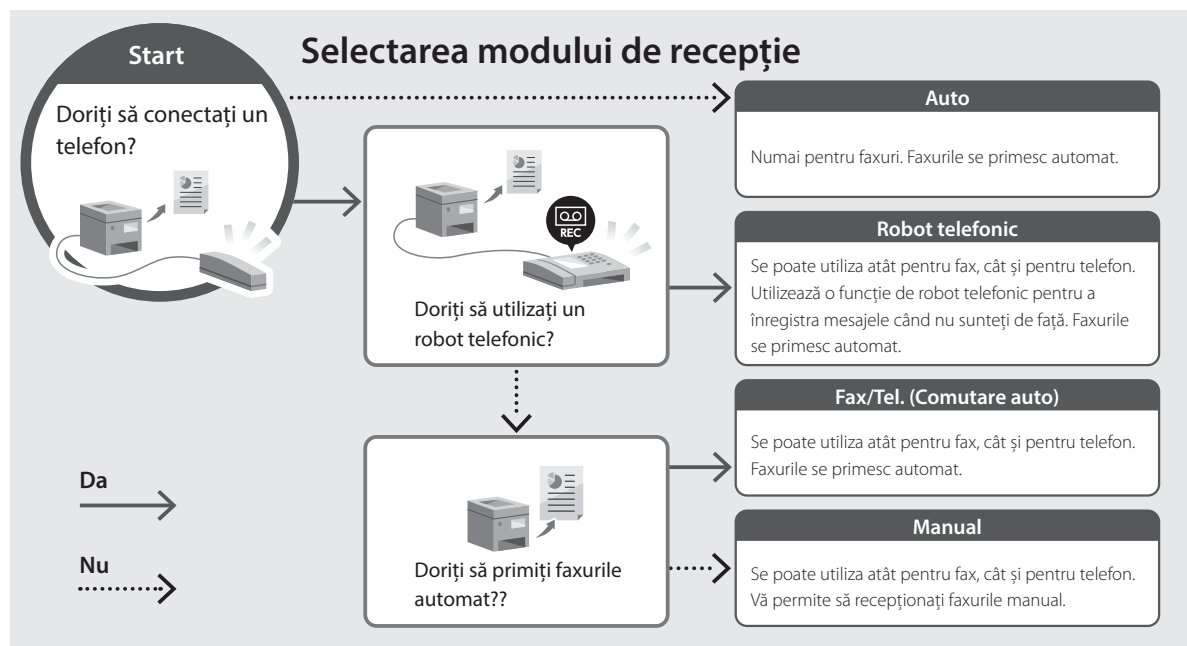 Selectarea modului de recepție
Start
Doriți să conectați un
telefon?
Auto
Numai pentru faxuri. Faxurile se primesc automat.
REC
Doriți să utilizați un
robot telefonic?
Robot telefonic
Se poate utiliza atât pentru fax, cât și pentru telefon.
Utilizează o funcție de robot telefonic pentru a
înregistra mesajele când nu sunteți de față. Faxurile
se primesc automat.
Doriți să primiți faxurile
automat??
Fax/Tel. (Comutare auto)
Se poate utiliza atât pentru fax, cât și pentru telefon.
Faxurile se primesc automat.
Manual
Se poate utiliza atât pentru fax, cât și pentru telefon.
Vă permite să recepționați faxurile manual.
Da
Nu